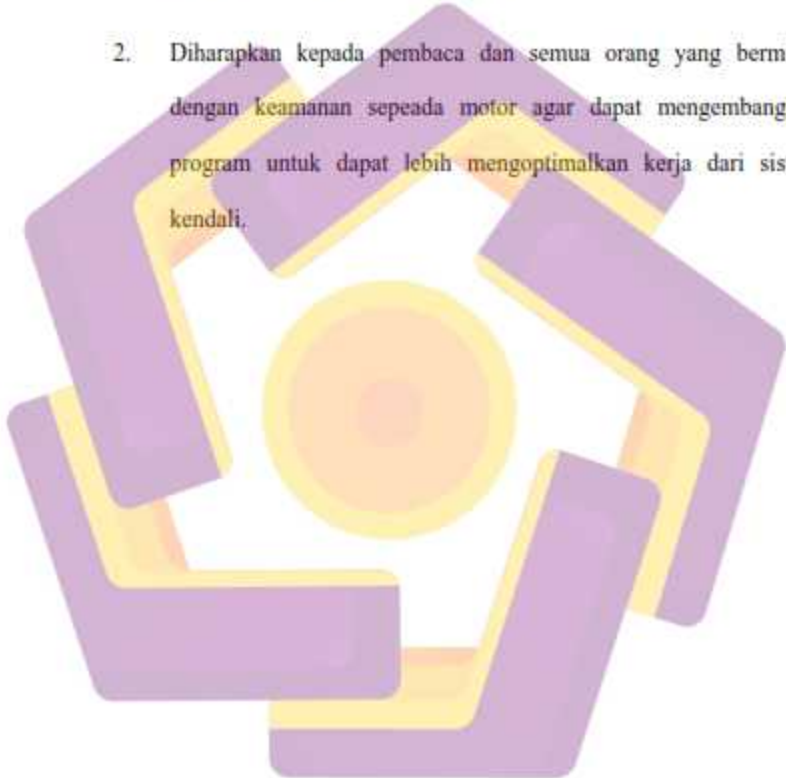 2. Diharapkan kepada pembaca dan semua orang yang berm
dengan keamanan sepeada motor agar dapat mengembang
program untuk dapat lebih mengoptimalkan kerja dari sis
kendali.